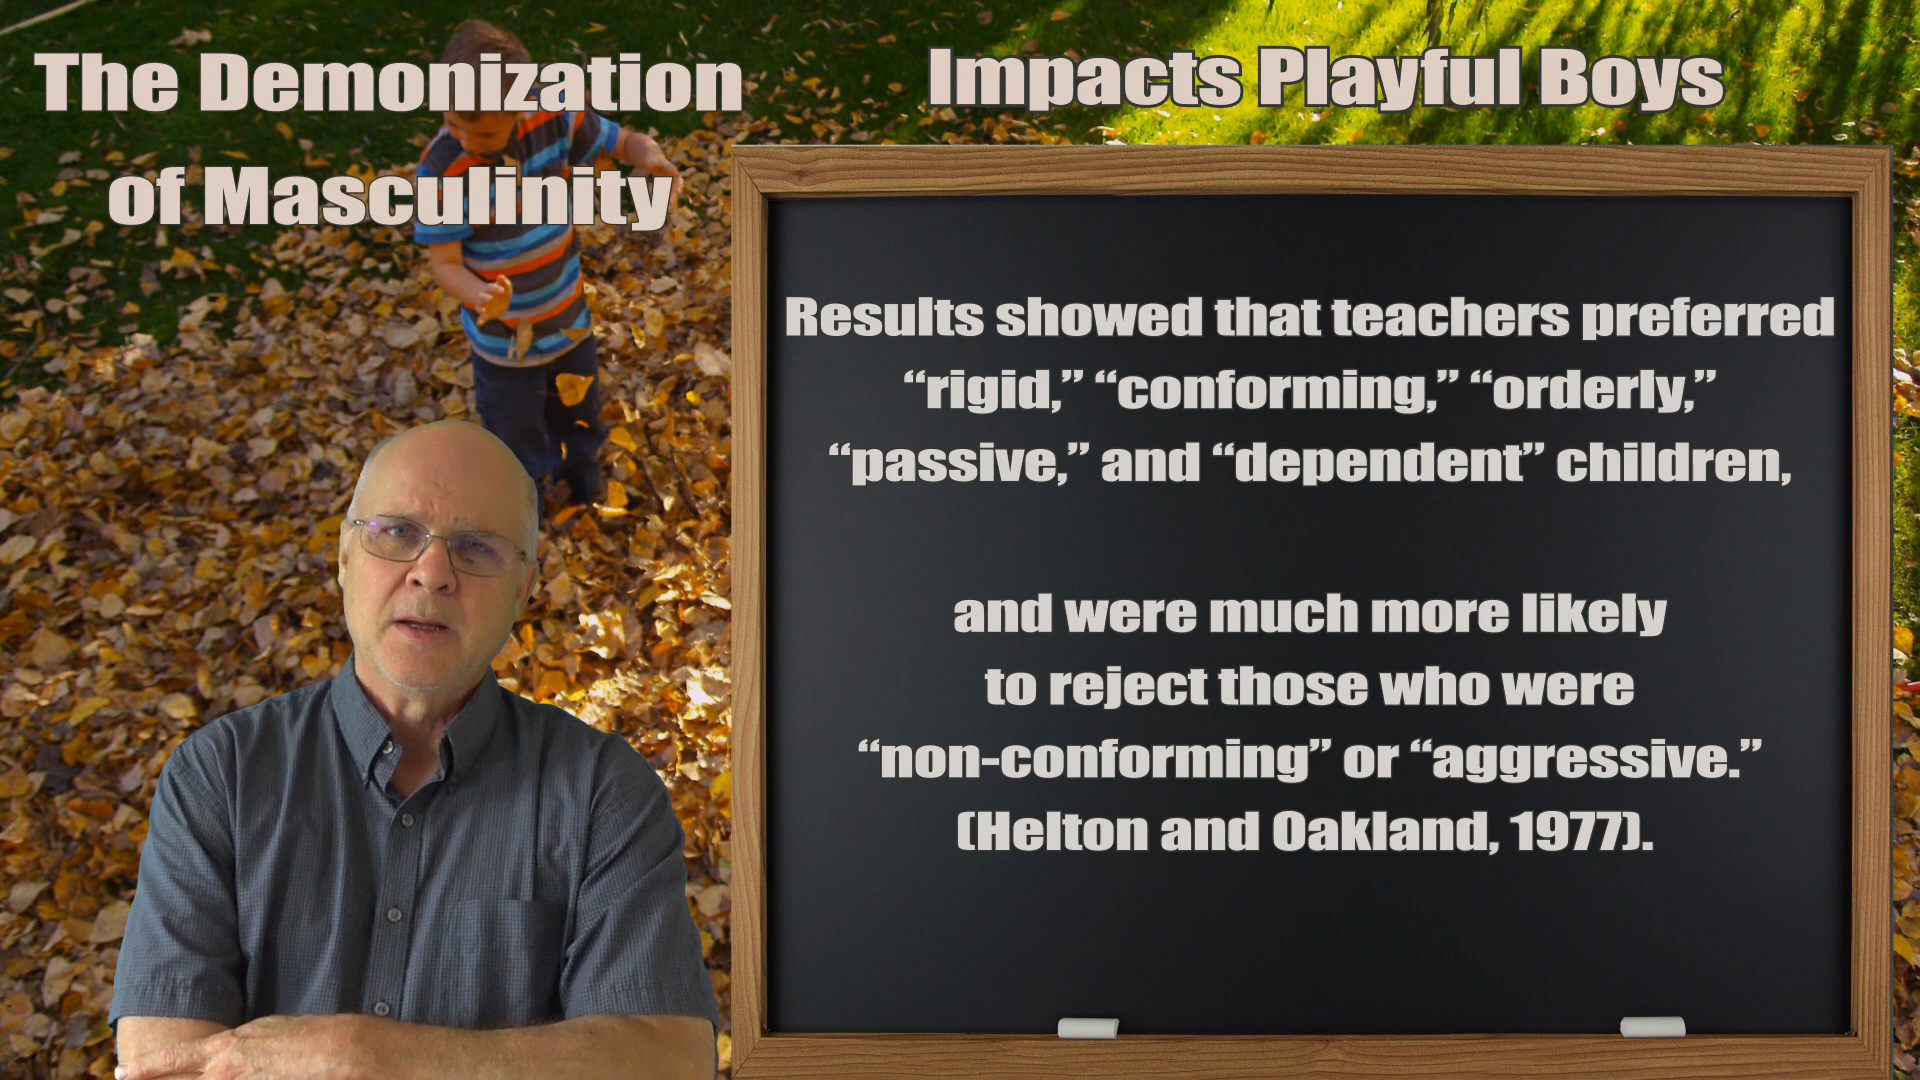 The Demonization
of Masculinity
Impacts Playful Boys
Results showed that teachers preferred
“rigid,” “conforming,” “orderly,”
“passive,” and “dependent” children,
and were much more likely
to reject those who were
“non-conforming” or “aggressive.”
(Helton and Oakland, 1977).